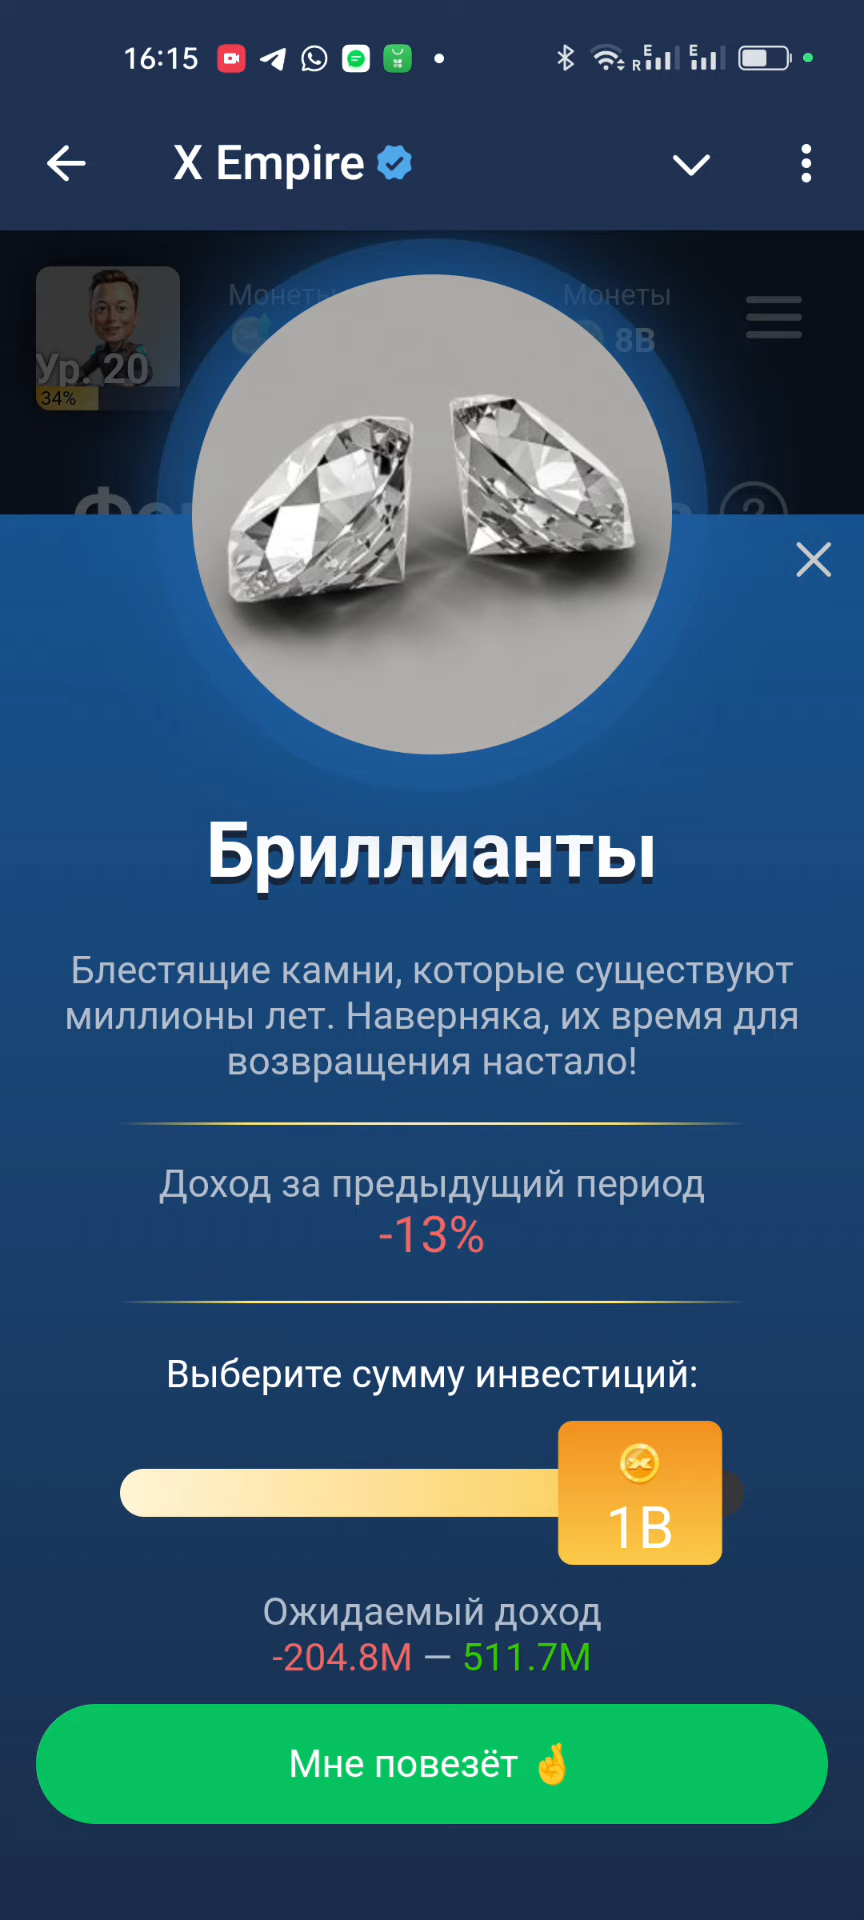 16:15
R E E
X Empire
Монеты Монеты
8B
Ур. 20
34%
?
Бриллианты
Блестящие камни, которые существуют
миллионы лет. Наверняка, их время для
возвращения настало!
Доход за предыдущий период
-13%
Выберите сумму инвестиций:
1B
Ожидаемый доход
-204.8M — 511.7M
Мне повезёт 🤞